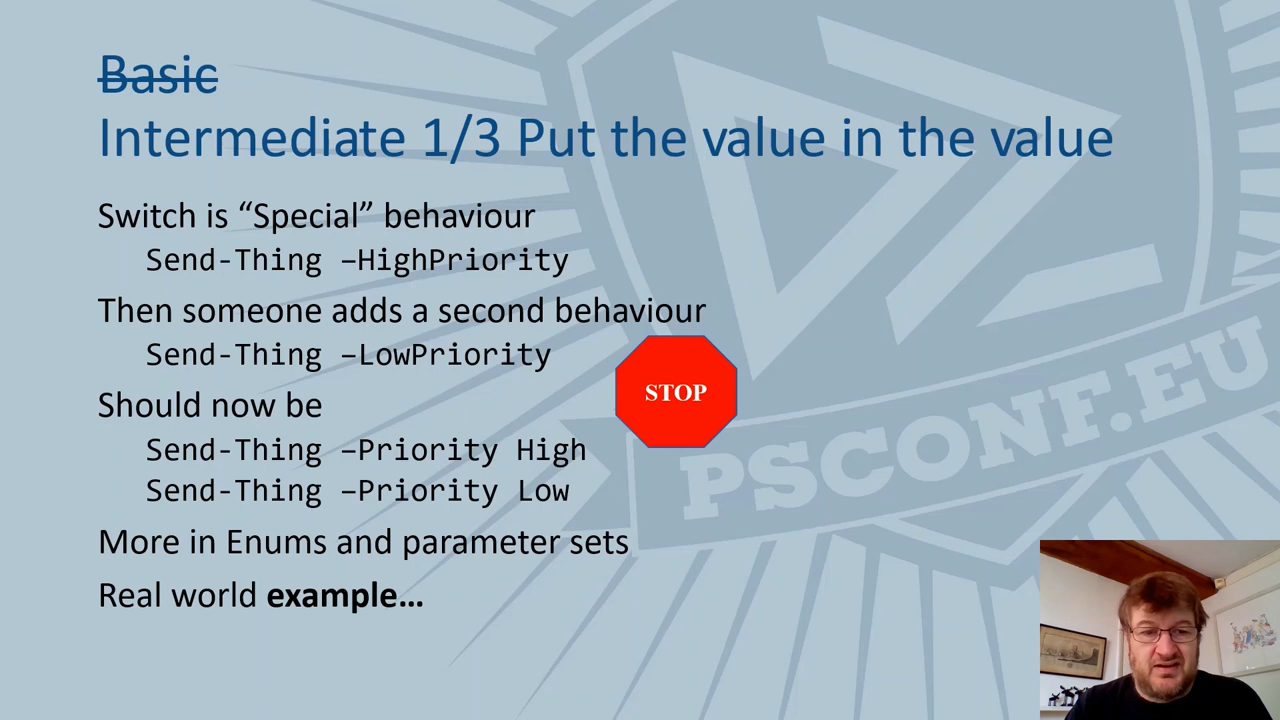 Basic
Intermediate 1/3 Put the value in the value
Switch is “Special” behaviour
Send-Thing –HighPriority
Then someone adds a second behaviour
Send-Thing –LowPriority
STOP
Should now be
Send-Thing –Priority High
Send-Thing –Priority Low
More in Enums and parameter sets
Real world example…
PSCONF.EU